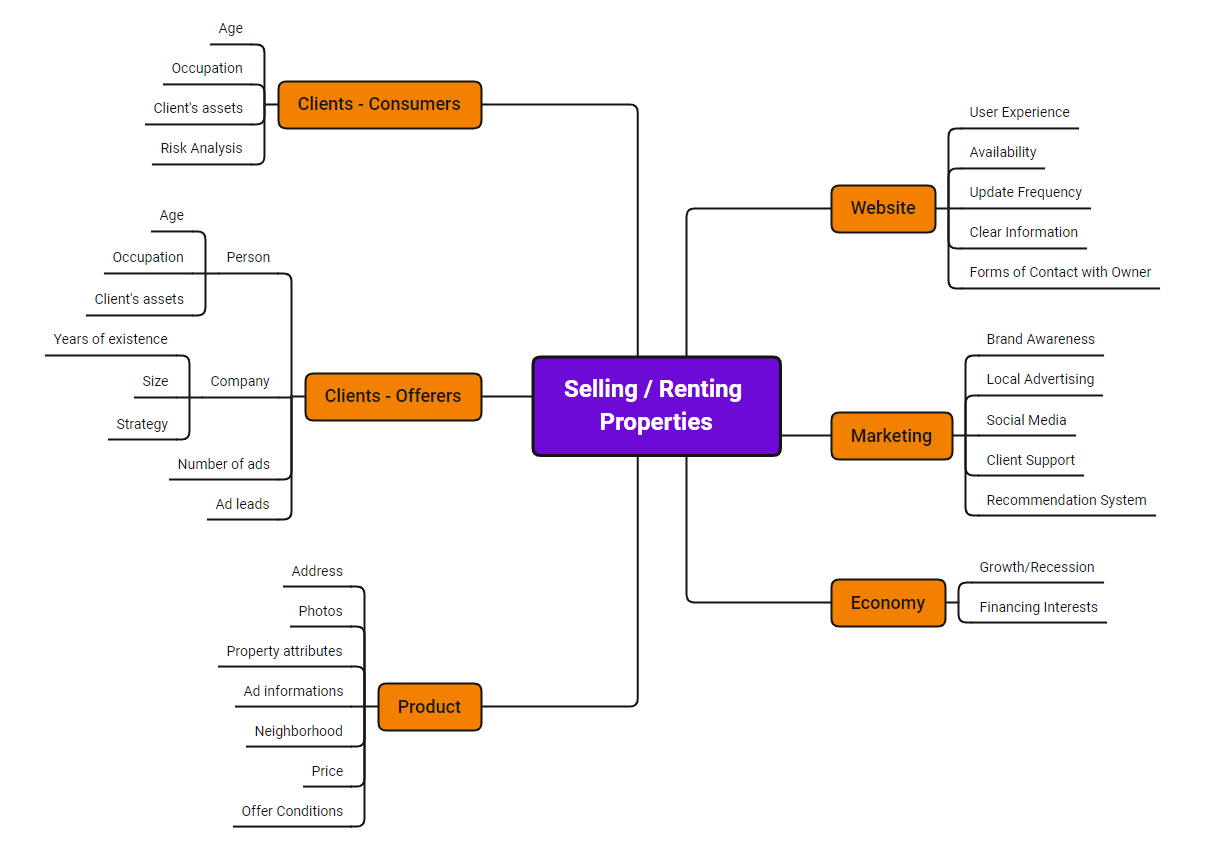 Age
Occupation
Client's assets
Risk Analysis
Clients - Consumers
Age
Occupation
Client's assets
Person
Years of existence
Size
Strategy
Company
Number of ads
Ad leads
Clients - Offerers
Address
Photos
Property attributes
Ad informations
Neighborhood
Price
Offer Conditions
Product
Selling / Renting
Properties
Website
User Experience
Availability
Update Frequency
Clear Information
Forms of Contact with Owner
Marketing
Brand Awareness
Local Advertising
Social Media
Client Support
Recommendation System
Economy
Growth/Recession
Financing Interests